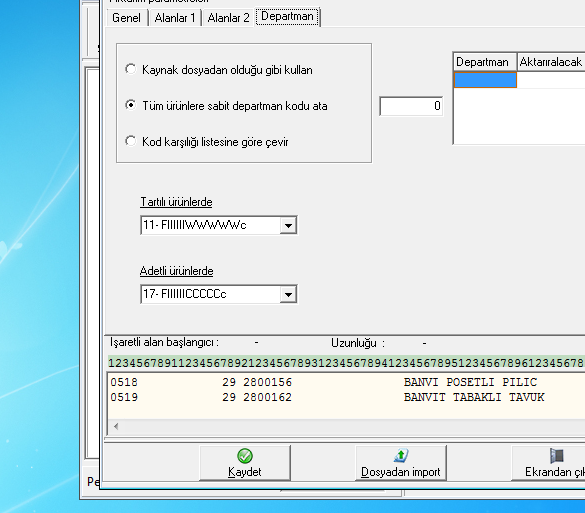 Genel Alanlar 1 Alanlar 2 Departman
Kaynak dosyadan olduğu gibi kullan
Tüm ürünlere sabit departman kodu ata
Kod karşılığı listesine göre çevir
0
Departman Aktarıralacak
Tartılı ürünlerde
11- FIIIIIIWWWWWc
Adetli ürünlerde
17- FIIIIIICCCCCc
İşaretli alan başlangıcı : - Uzunluğu : -
1234567891123456789212345678931234567894123456789512345678961234567
0518 29 2800156 BANVI POSETLI PILIC
0519 29 2800162 BANVIT TABAKLI TAVUK
Kaydet Dosyadan import Ekrandan çık
Pe